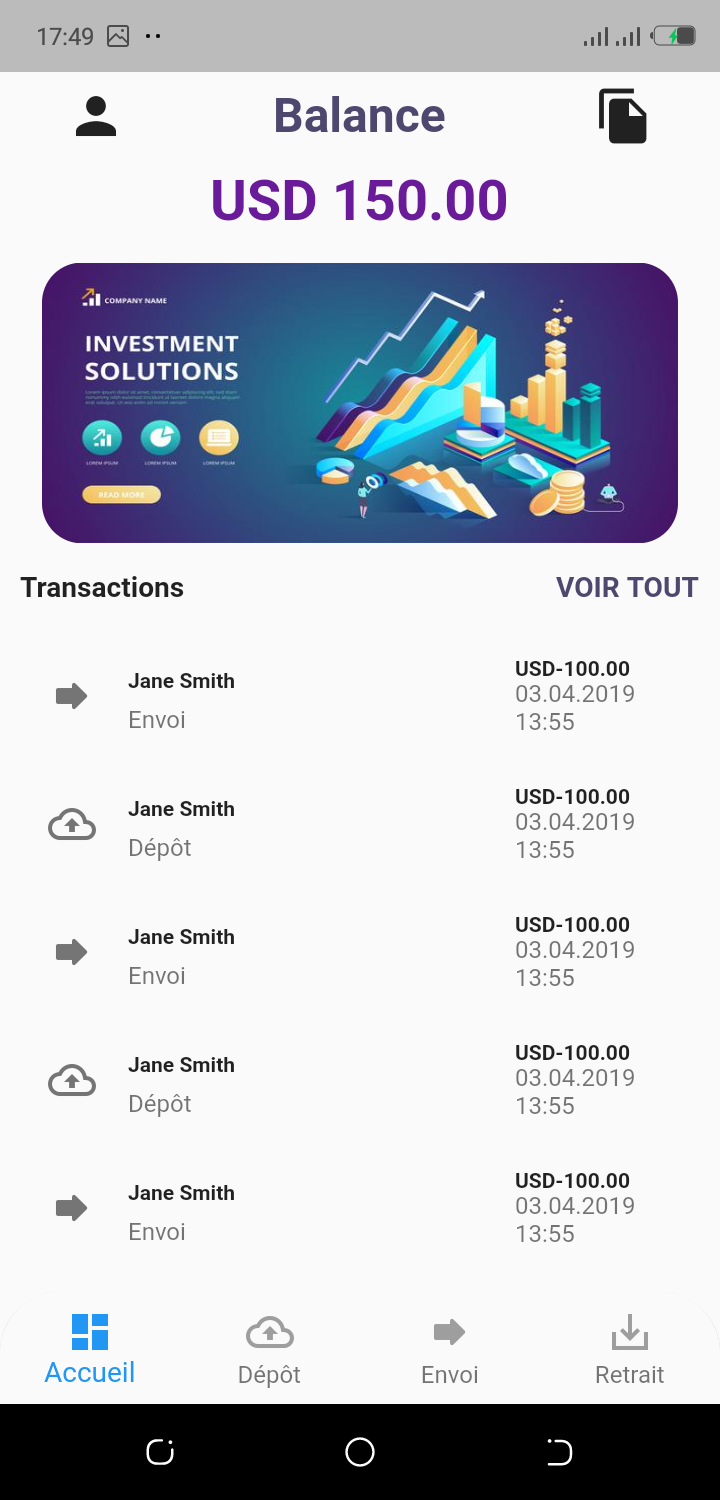 17:49
Balance
USD 150.00
COMPANY NAME
INVESTMENT
SOLUTIONS
LOREM IPSUM
LOREM IPSUM
LOREM IPSUM
READ MORE
Transactions
VOIR TOUT
Jane Smith
Envoi
USD-100.00
03.04.2019
13:55
Jane Smith
Dépôt
USD-100.00
03.04.2019
13:55
Jane Smith
Envoi
USD-100.00
03.04.2019
13:55
Jane Smith
Dépôt
USD-100.00
03.04.2019
13:55
Jane Smith
Envoi
USD-100.00
03.04.2019
13:55
Accueil
Dépôt
Envoi
Retrait